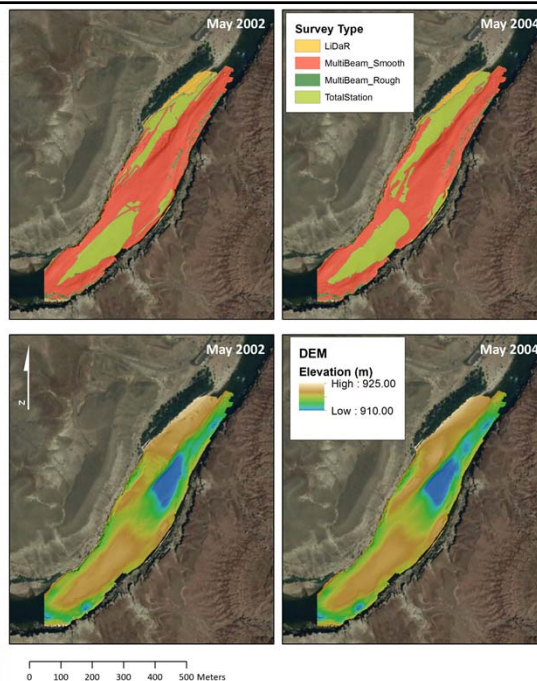 May 2002
May 2004
Survey Type
LiDaR
MultiBeam_Smooth
MultiBeam_Rough
TotalStation
May 2002
May 2004
N
DEM
Elevation (m)
High : 925.00
Low : 910.00
0 100 200 300 400 500 Meters